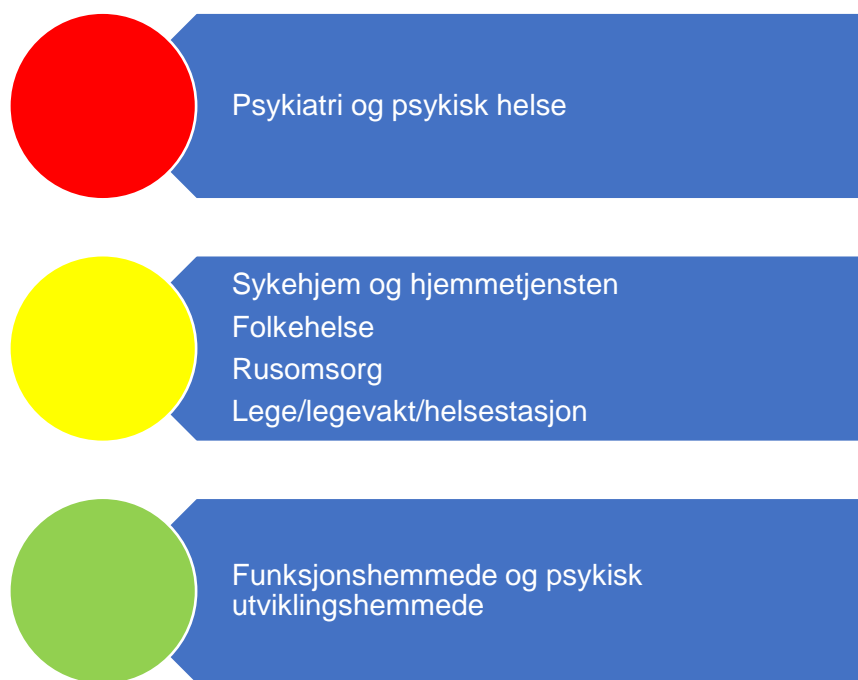 Psykiatri og psykisk helse
Sykehjem og hjemmetjensten
Folkehelse
Rusomsorg
Lege/legevakt/helsestasjon
Funksjonshemmede og psykisk
utviklingshemmede